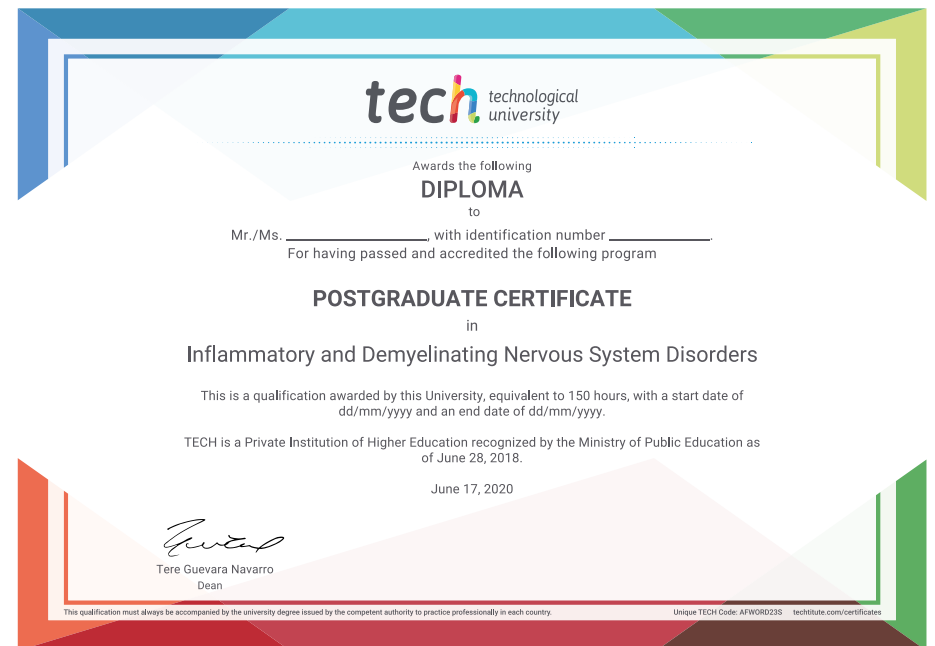 tech technological
university
Awards the following
DIPLOMA
to
Mr./Ms. ____________________, with identification number ______________.
For having passed and accredited the following program
POSTGRADUATE CERTIFICATE
in
Inflammatory and Demyelinating Nervous System Disorders
This is a qualification awarded by this University, equivalent to 150 hours, with a start date of
dd/mm/yyyy and an end date of dd/mm/yyyy.
TECH is a Private Institution of Higher Education recognized by the Ministry of Public Education as
of June 28, 2018.
June 17, 2020
Tere Guevara Navarro
Dean
This qualification must always be accompanied by the university degree issued by the competent authority to practice professionally in each country.
Unique TECH Code: AFWORD23S techtitute.com/certificates